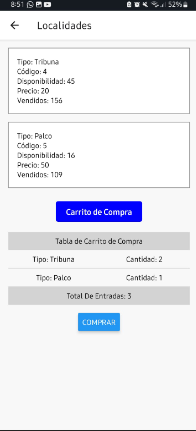 8:51 52%
← Localidades
Tipo: Tribuna
Código: 4
Disponibilidad: 45
Precio: 20
Vendidos: 156
Tipo: Palco
Código: 5
Disponibilidad: 16
Precio: 50
Vendidos: 109
Carrito de Compra
Tabla de Carrito de Compra
Tipo: Tribuna Cantidad: 2
Tipo: Palco Cantidad: 1
Total De Entradas: 3
COMPRAR